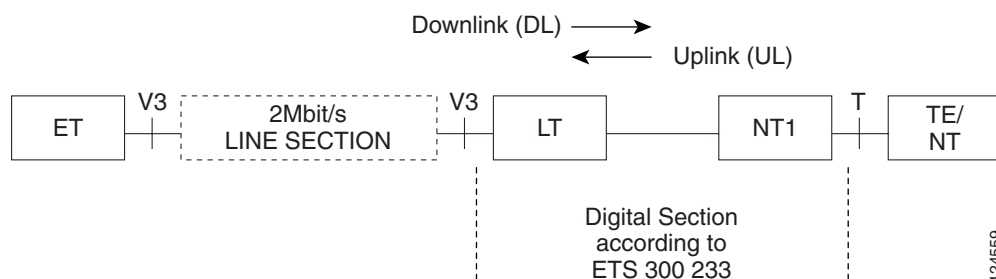 Downlink (DL)
Uplink (UL)
V3
V3
T
ET
2Mbit/s
LINE SECTION
LT
NT1
TE/
NT
Digital Section
according to
ETS 300 233